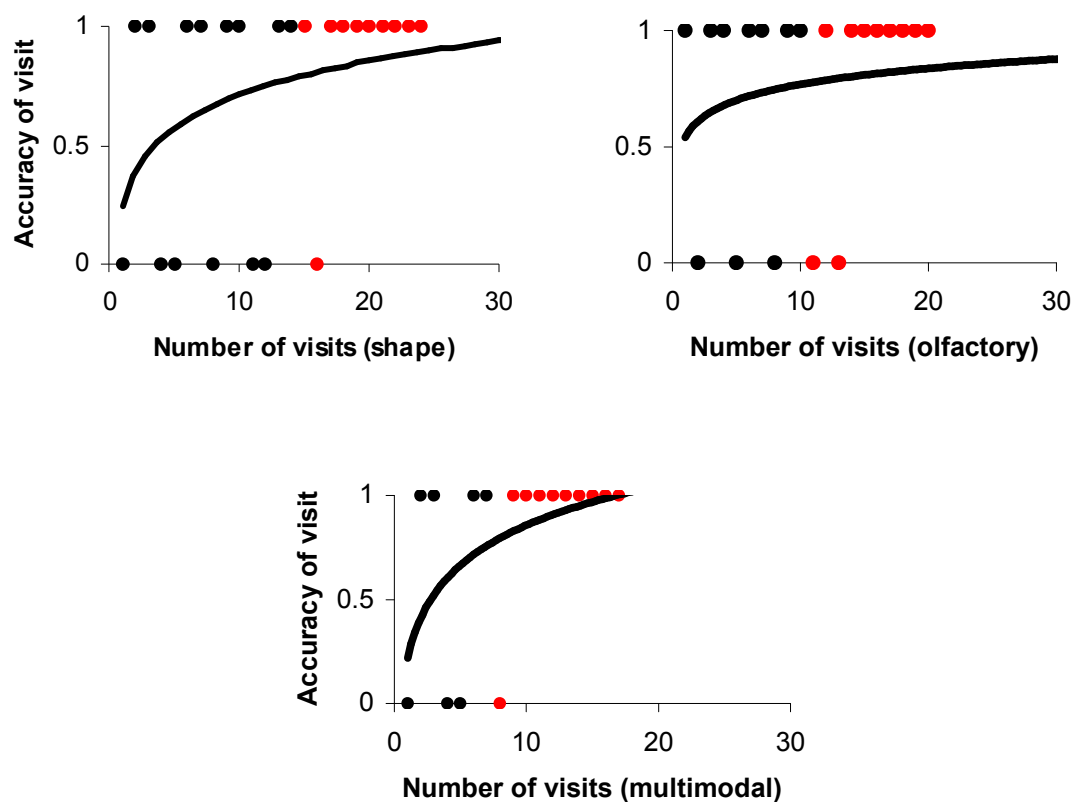 Accuracy of visit
1
0.5
0
0 10 20 30
Number of visits (shape)
1
0.5
0
0 10 20 30
Number of visits (olfactory)
Accuracy of visit
1
0.5
0
0 10 20 30
Number of visits (multimodal)